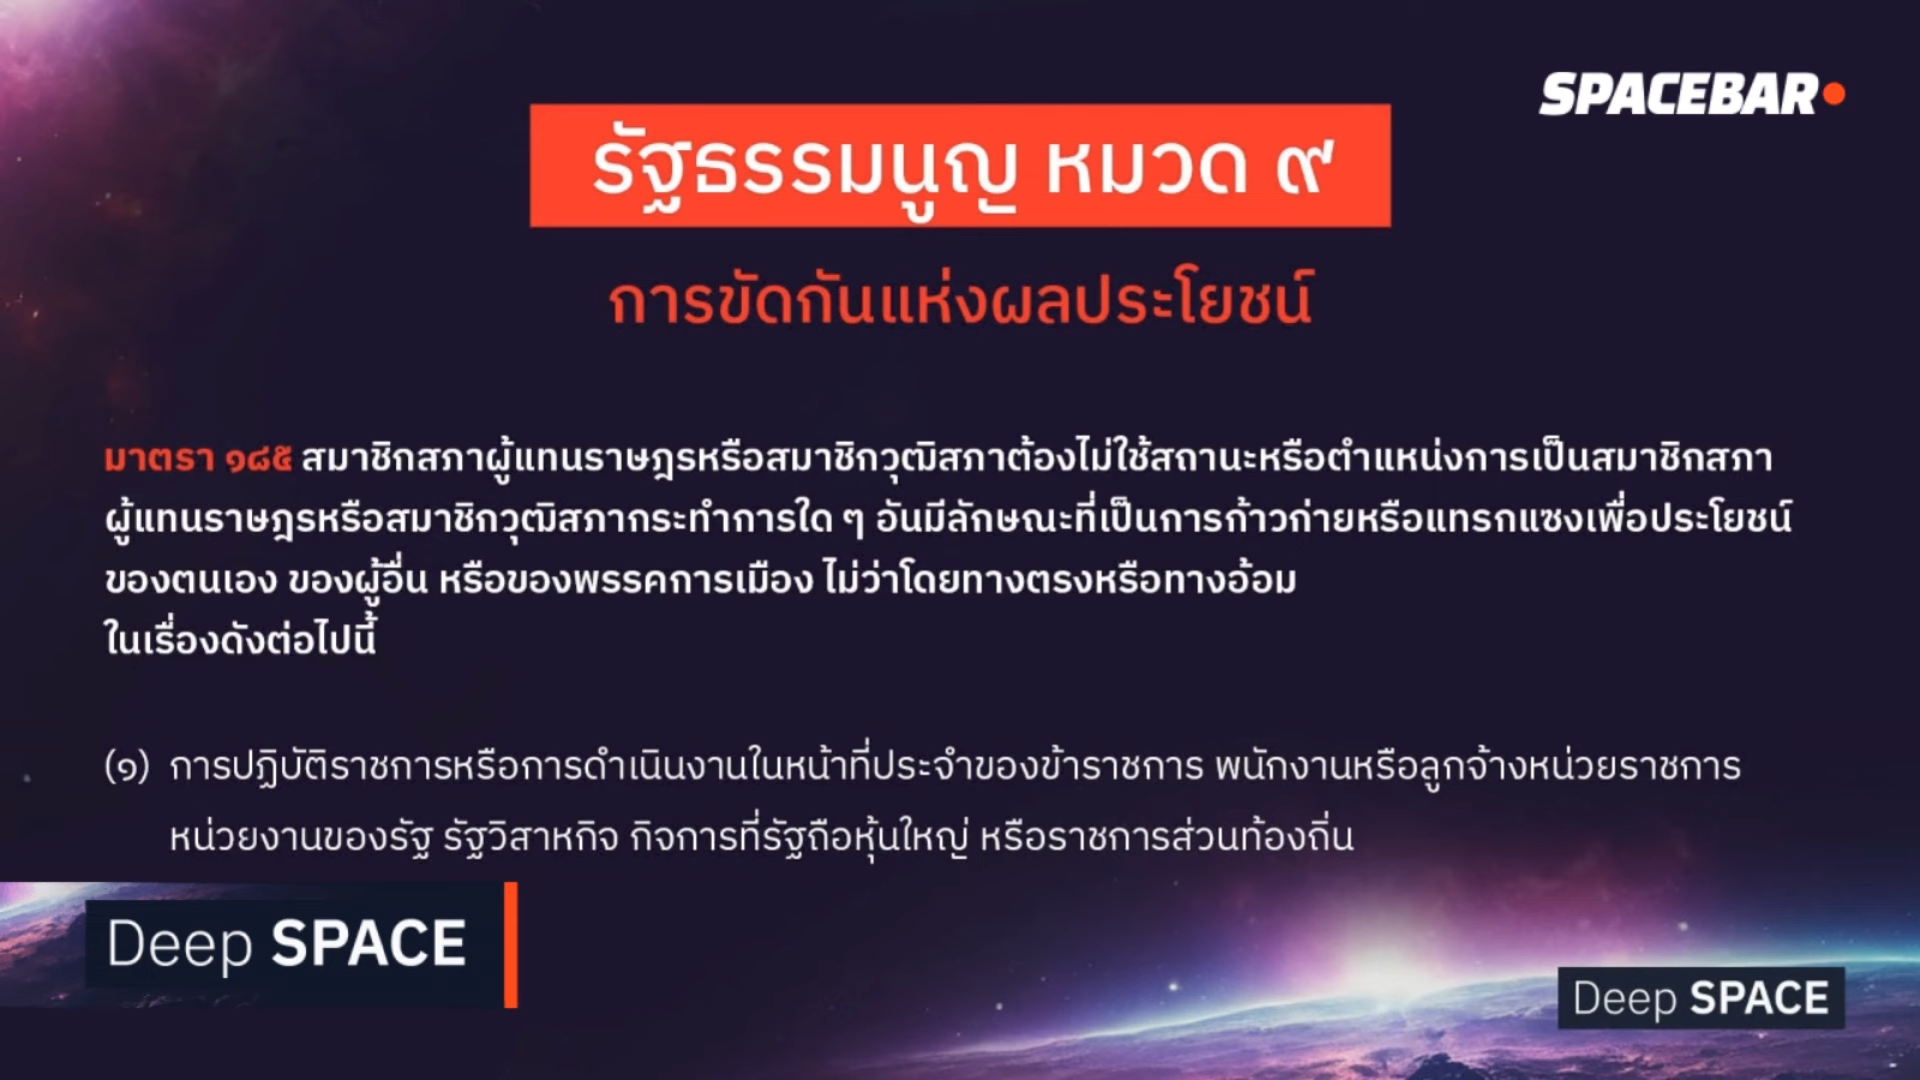 SPACEBAR
รัฐธรรมนูญ หมวด ๙
การขัดกันแห่งผลประโยชน์
มาตรา ๑๘๕ สมาชิกสภาผู้แทนราษฎรหรือสมาชิกวุฒิสภาต้องไม่ใช้สถานะหรือตำแหน่งการเป็นสมาชิกสภา
ผู้แทนราษฎรหรือสมาชิกวุฒิสภากระทำการใด ๆ อันมีลักษณะที่เป็นการก้าวก่ายหรือแทรกแซงเพื่อประโยชน์
ของตนเอง ของผู้อื่น หรือของพรรคการเมือง ไม่ว่าโดยทางตรงหรือทางอ้อม
ในเรื่องดังต่อไปนี้
(๑) การปฏิบัติราชการหรือการดำเนินงานในหน้าที่ประจำของข้าราชการ พนักงานหรือลูกจ้างหน่วยราชการ
หน่วยงานของรัฐ รัฐวิสาหกิจ กิจการที่รัฐถือหุ้นใหญ่ หรือราชการส่วนท้องถิ่น
Deep SPACE
Deep SPACE